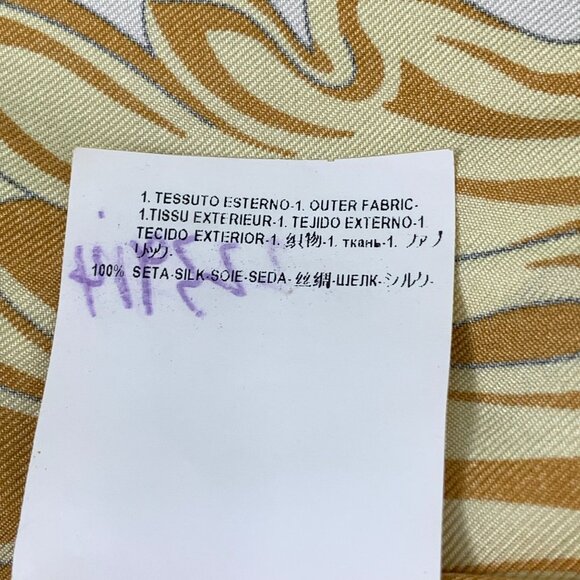 1. TESSUTO ESTERNO-1. OUTER FABRIC-
1.TISSU EXTERIEUR-1. TEJIDO EXTERNO-1.
TECIDO EXTERIOR-1. 织物-1. ткань-1. ファブ
リック-
100% SETA-SILK-SOIE-SEDA-丝绸-ШЕЛК-シルク-